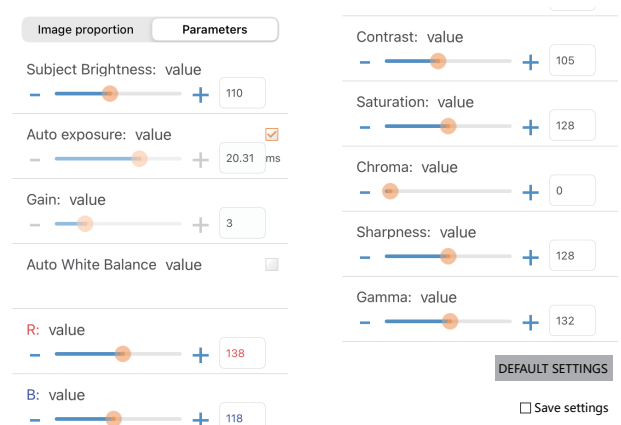 Image proportion Parameters
Subject Brightness: value
110
Auto exposure: value
20.31 ms
Gain: value
3
Auto White Balance value
R: value
138
B: value
118
Contrast: value
105
Saturation: value
128
Chroma: value
0
Sharpness: value
128
Gamma: value
132
DEFAULT SETTINGS
Save settings